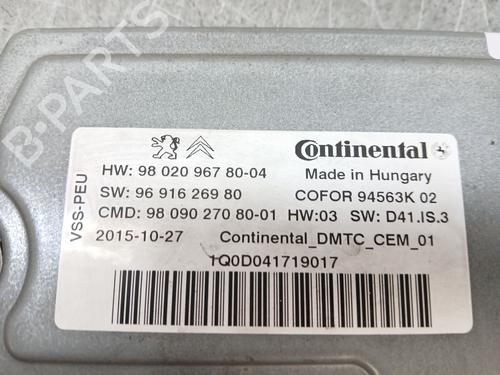 B-PARTS
VSS-PEU
Continental
HW: 98 020 967 80-04
Made in Hungary
SW: 96 916 269 80
COFOR 94563K 02
CMD: 98 090 270 80-01 HW:03 SW: D41.IS.3
2015-10-27 Continental_DMTC_CEM_01
1Q0D041719017